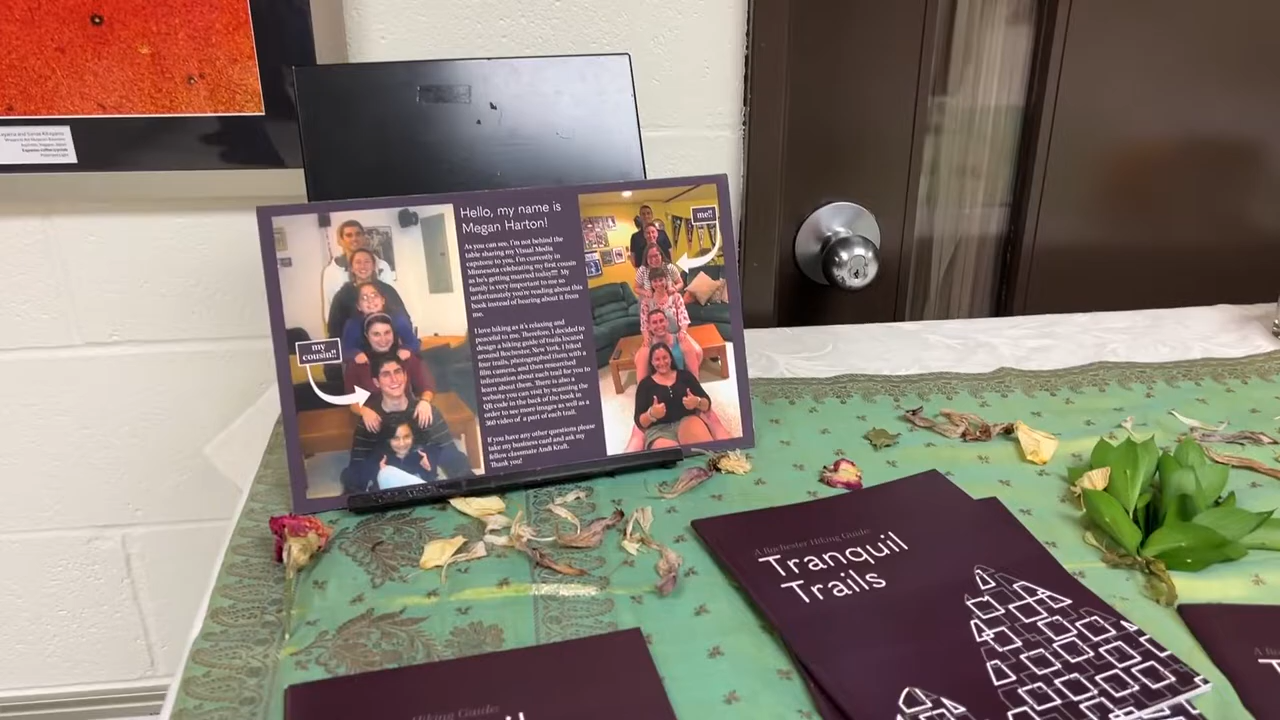 Hello, my name is
Megan Harton!
As you can see, I'm not behind the
table sharing my Visual Media
capstone to you. I'm currently in
Minnesota celebrating my first cousin
as he's getting married today!!! My
family is very important to me so
unfortunately you're reading about this
book instead of hearing about it from
me.
I love hiking as it's relaxing and
peaceful to me. Therefore, I decided to
design a hiking guide of trails located
around Rochester, New York. I hiked
four trails, photographed them with a
film camera, and then researched
information about each trail for you to
learn about them. There is also a
website you can visit by scanning the
QR code in the back of the book in
order to see more images as well as a
360 video of a part of each trail.
If you have any other questions please
take my business card and ask my
fellow classmate Andi Kraft.
Thank you!
my
cousin!!
me!!
A Rochester Hiking Guide:
Tranquil
Trails
Hiking Guide:
A Ro
T